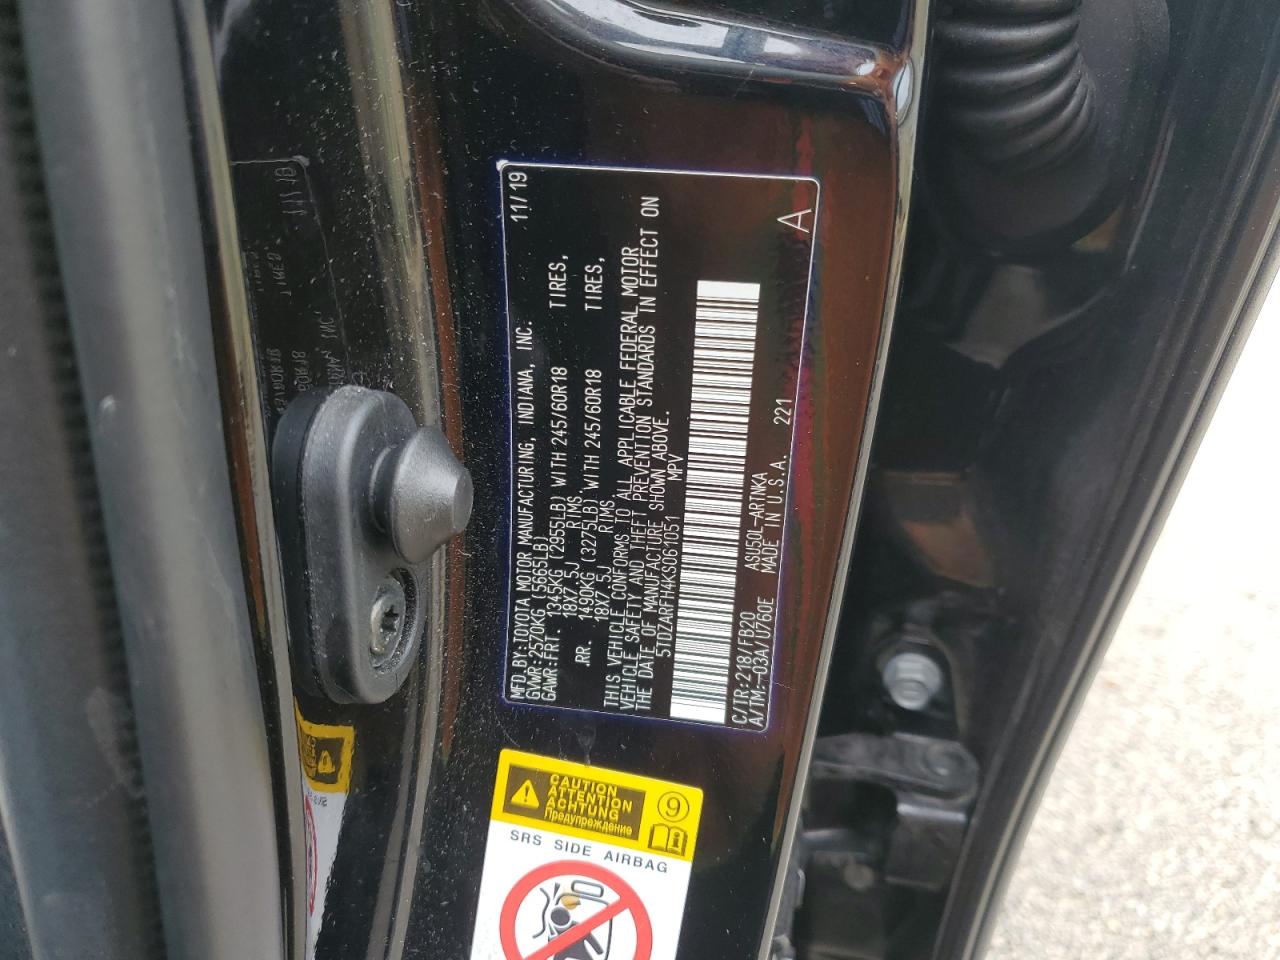 MFD.BY:TOYOTA MOTOR MANUFACTURING, INDIANA, INC. 11/19
GVWR:2570KG (5665LB)
GAWR:FRT. 1345KG (2955LB) WITH 245/60R18 TIRES,
18X7.5J RIMS,
RR. 1490KG (3275LB) WITH 245/60R18 TIRES,
18X7.5J RIMS,
THIS VEHICLE CONFORMS TO ALL APPLICABLE FEDERAL MOTOR
VEHICLE SAFETY AND THEFT PREVENTION STANDARDS IN EFFECT ON
THE DATE OF MANUFACTURE SHOWN ABOVE.
5TDZARFH4KS061051 MPV
C/TR:218/FB20 ASU50L-ARTNKA 221 A
A/TM:-03A/U760E MADE IN U.S.A.
CAUTION
ATTENTION
ACHTUNG
Предупреждение
9
i
SRS SIDE AIRBAG